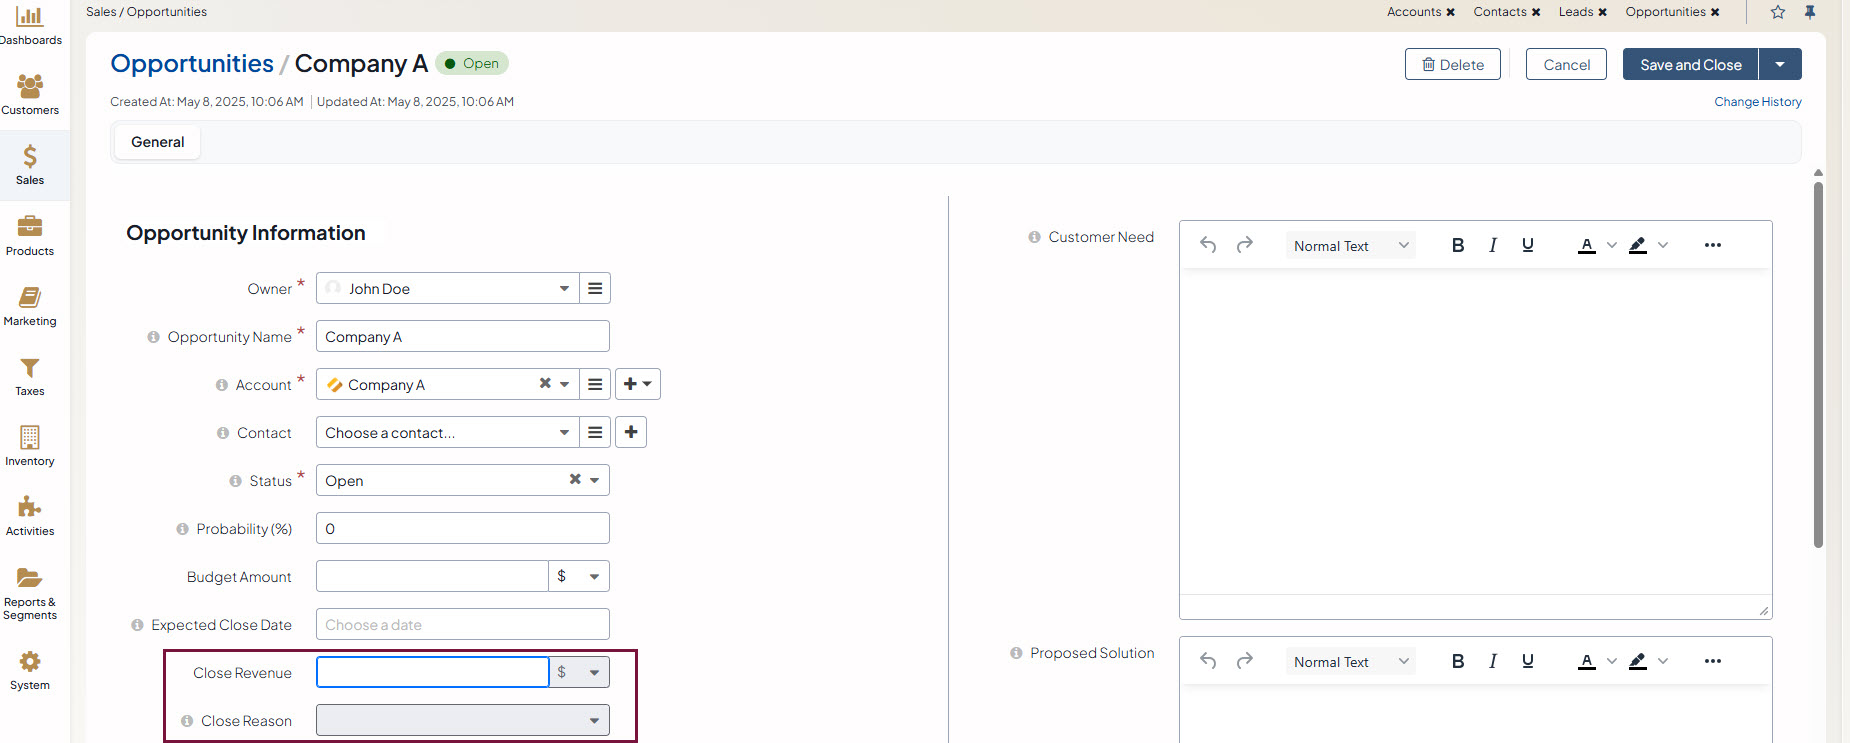 Dashboards
Customers
Sales
Products
Marketing
Taxes
Inventory
Activities
Reports &
Segments
System
Sales / Opportunities
Accounts ✖ Contacts ✖ Leads ✖ Opportunities ✖
Opportunities / Company A Open
Delete Cancel Save and Close
Created At: May 8, 2025, 10:06 AM | Updated At: May 8, 2025, 10:06 AM
Change History
General
Opportunity Information
Owner * John Doe
Opportunity Name * Company A
Account * Company A
Contact Choose a contact...
Status * Open
Probability (%) 0
Budget Amount $
Expected Close Date Choose a date
Close Revenue $
Close Reason
Customer Need
Normal Text B I U A
Proposed Solution
Normal Text B I U A